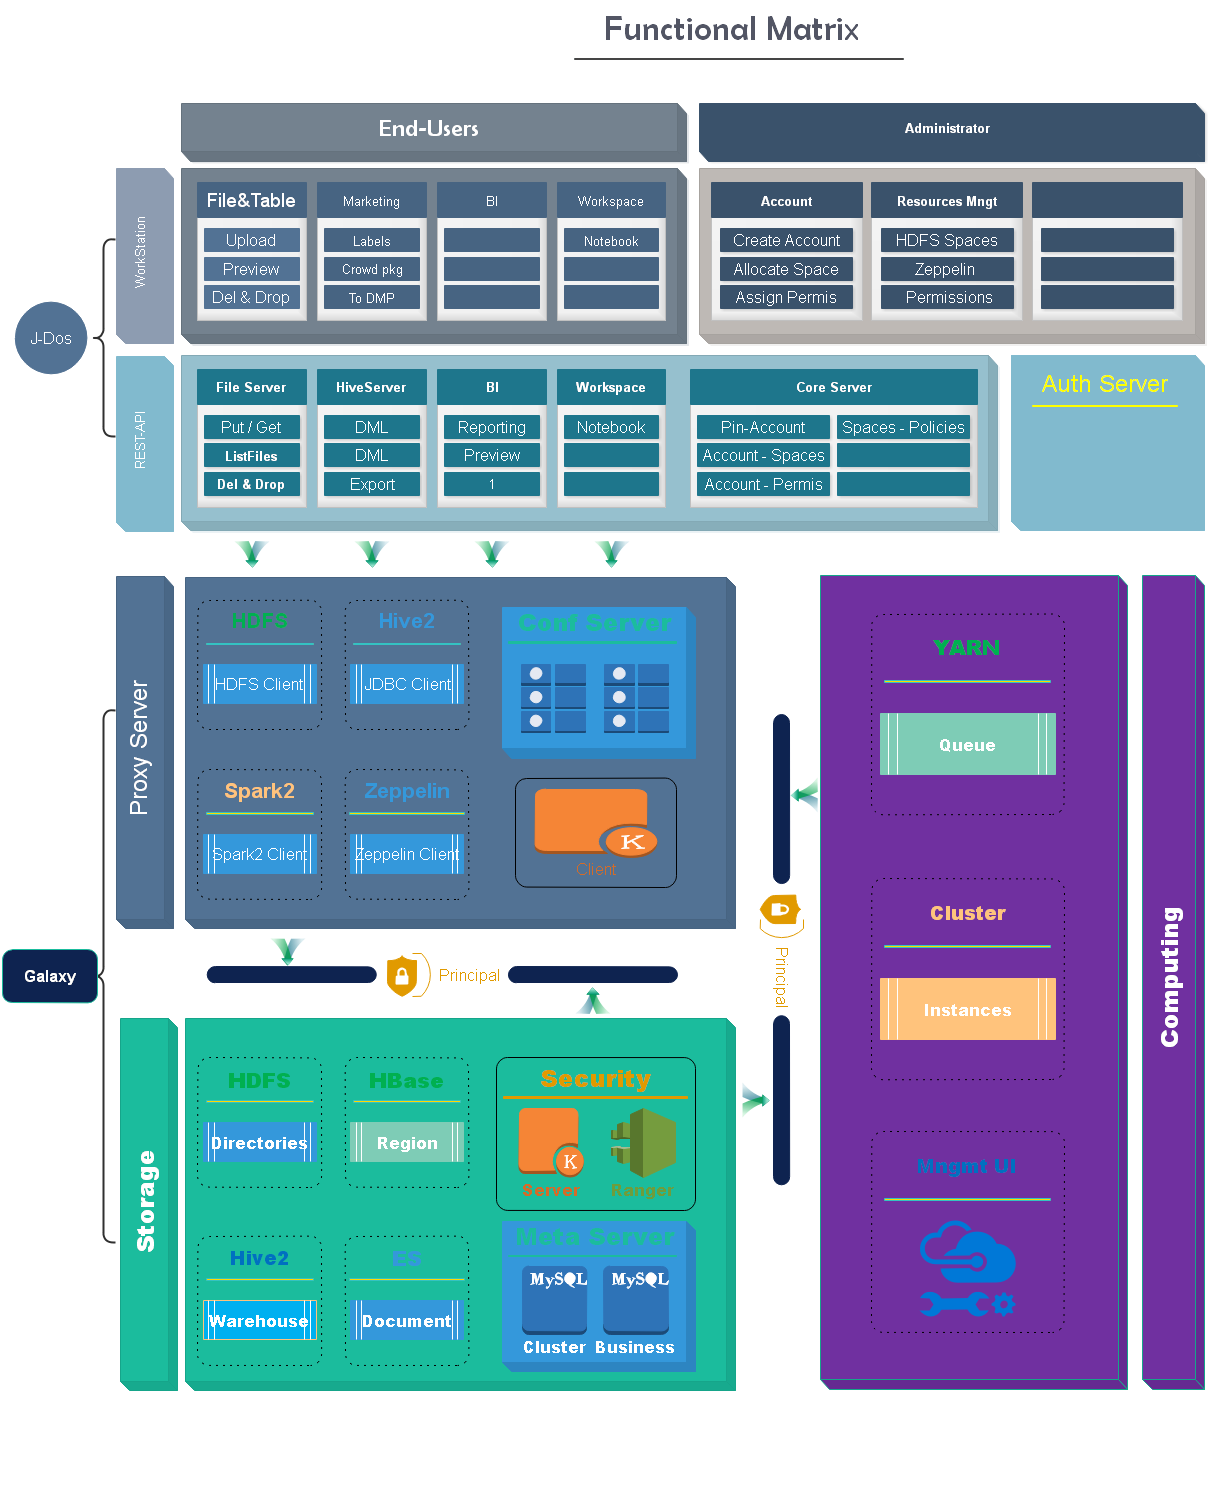 Functional Matrix
End-Users
Administrator
WorkStation
File&Table
Marketing
BI
Workspace
Upload
Labels
Notebook
Preview
Crowd pkg
Del & Drop
To DMP
Account
Resources Mngt
Create Account
HDFS Spaces
Allocate Space
Zeppelin
Assign Permis
Permissions
J-Dos
REST-API
File Server
HiveServer
BI
Workspace
Core Server
Put / Get
DML
Reporting
Notebook
Pin-Account
Spaces - Policies
ListFiles
DML
Preview
Account - Spaces
Del & Drop
Export
1
Account - Permis
Auth Server
Proxy Server
HDFS
Hive2
Conf Server
HDFS Client
JDBC Client
Spark2
Zeppelin
Spark2 Client
Zeppelin Client
K
Client
YARN
Queue
Cluster
Instances
Mngmt UI
Computing
Principal
Galaxy
Principal
Storage
HDFS
HBase
Security
Directories
Region
K
Server
Ranger
Hive2
ES
Meta Server
Warehouse
Document
MySQL
MySQL
Cluster
Business